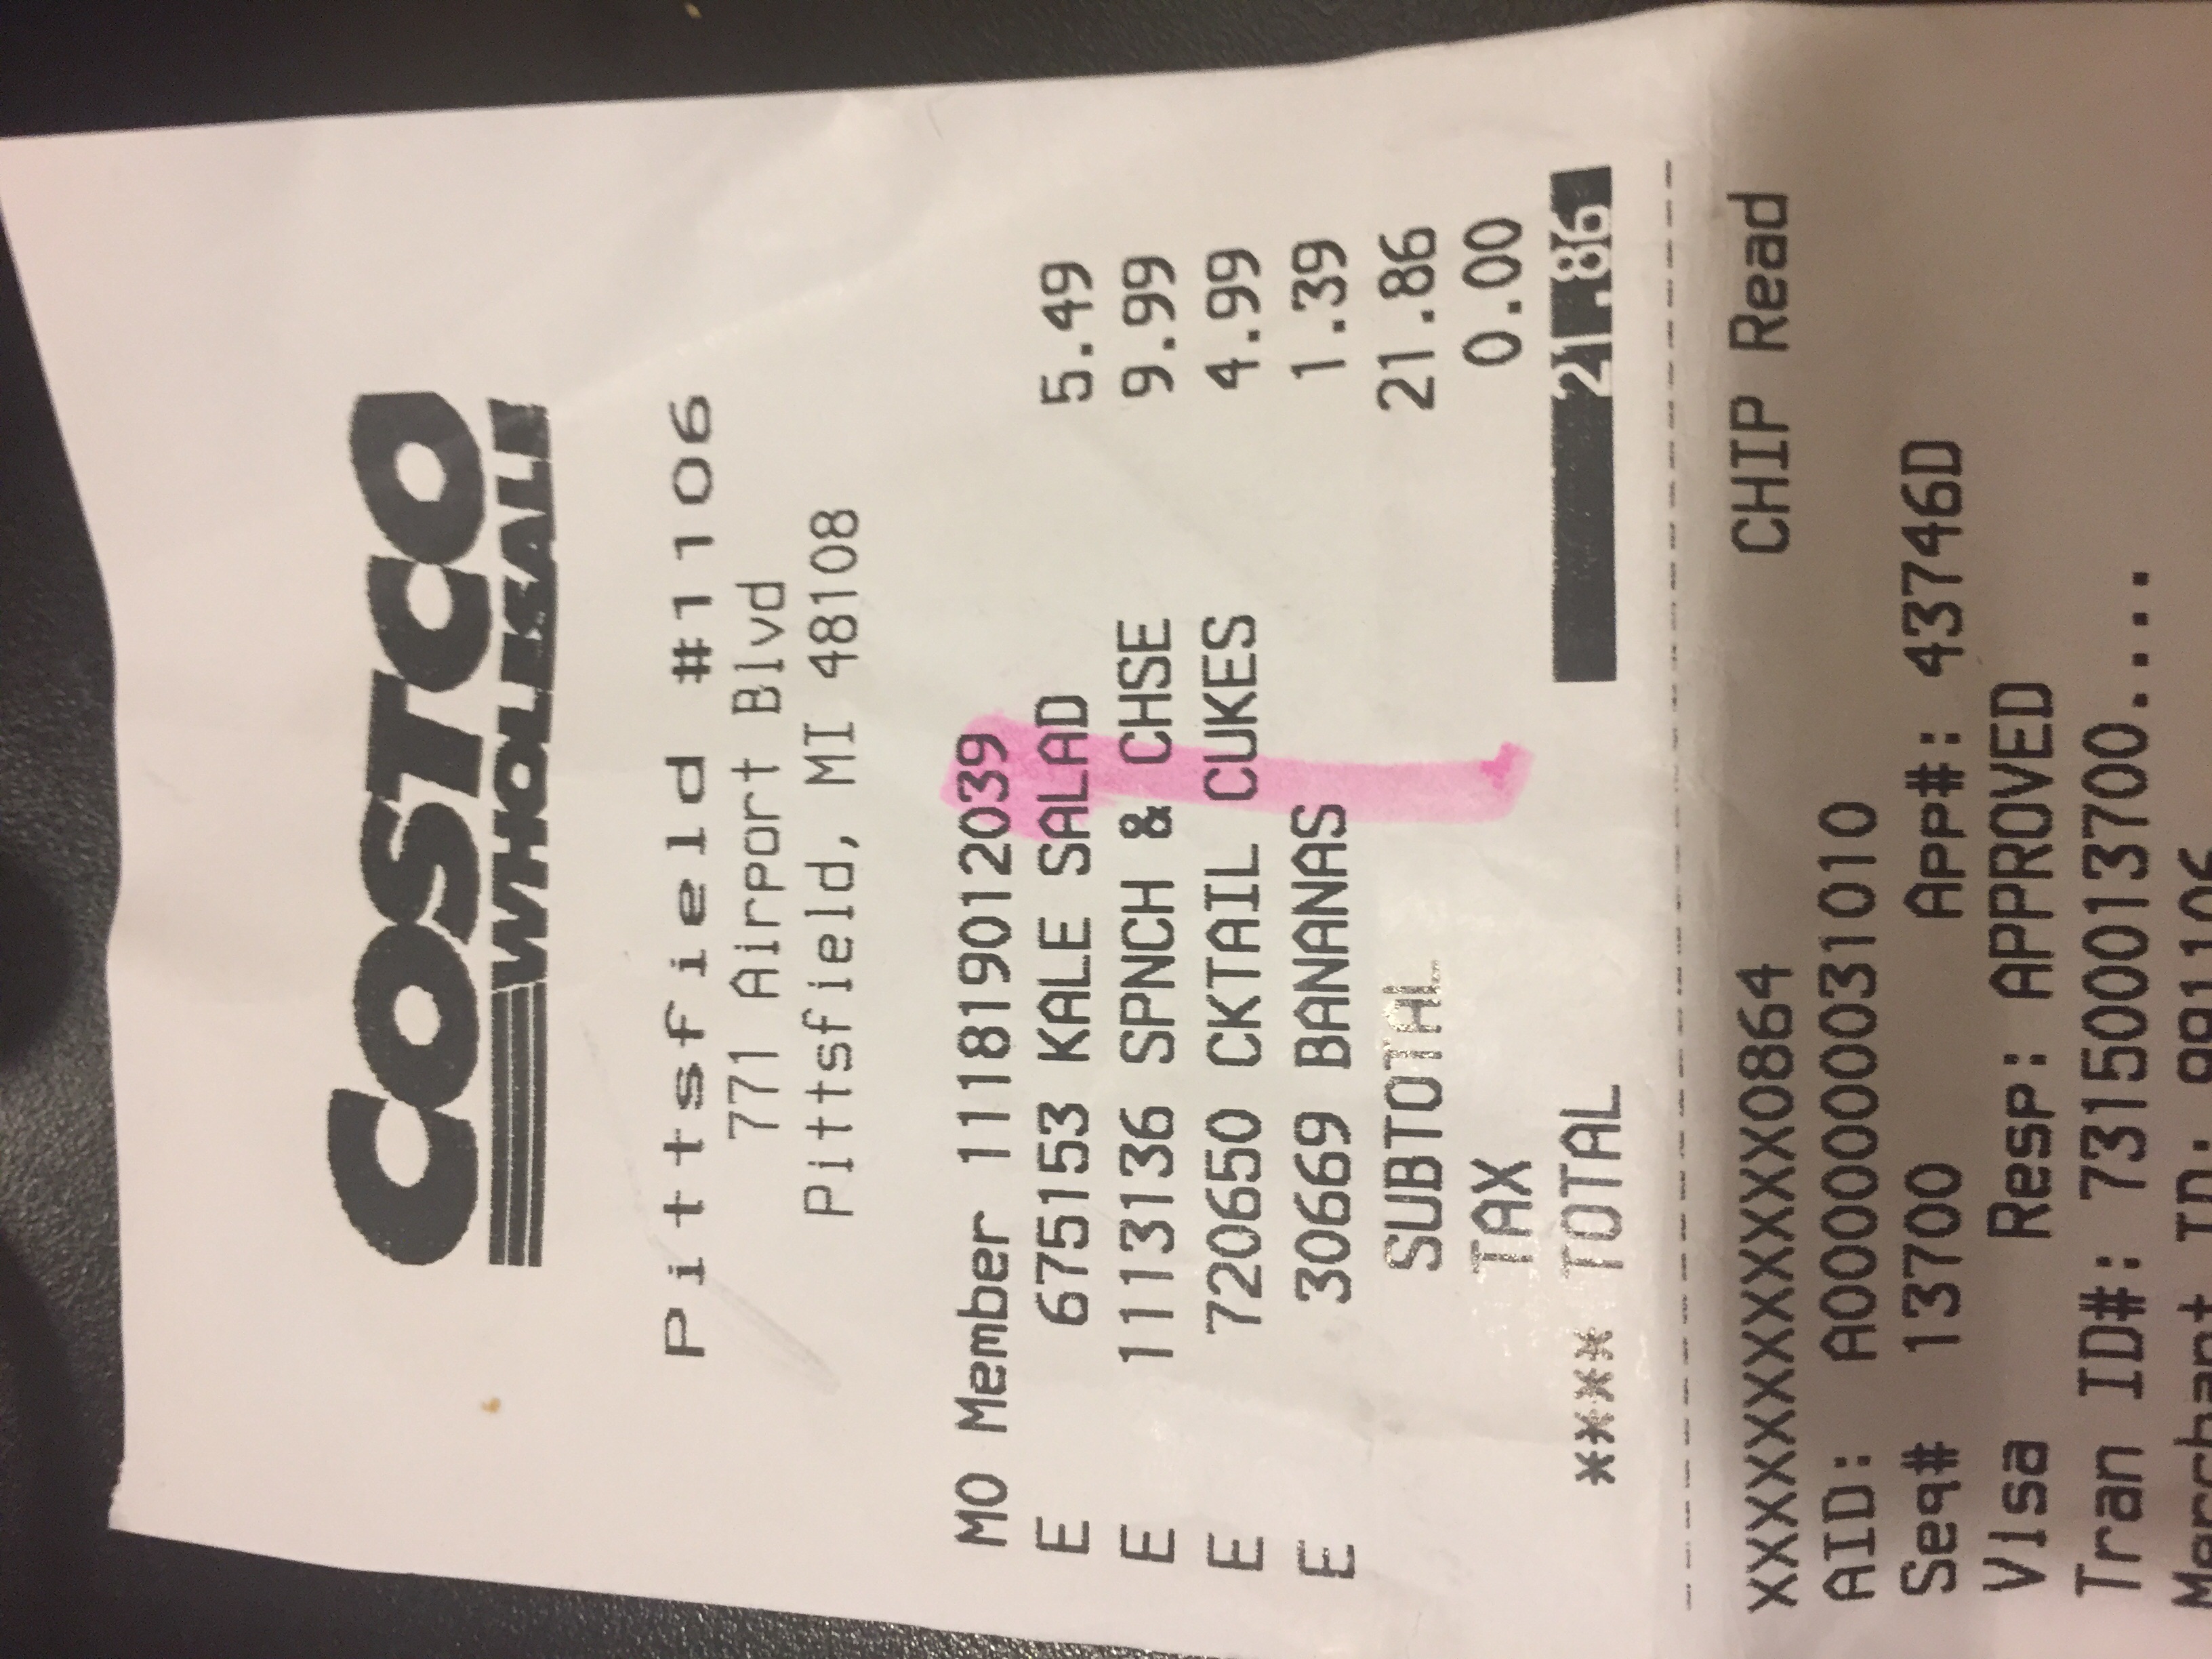 COSTCO
WHOLESALE
Pittsfield #1106
771 Airport Blvd
Pittsfield, MI 48108
MO Member 111819012039
E 675153 KALE SALAD 5.49
E 1113136 SPNCH & CHSE 9.99
E 720650 CKTAIL CUKES 4.99
E 30669 BANANAS 1.39
SUBTOTAL 21.86
TAX 0.00
**** TOTAL 21.86
XXXXXXXXXXXX0864 CHIP Read
AID: A0000000031010
Seq# 13700 App#: 43746D
Visa Resp: APPROVED
Tran ID#: 731500013700....
Merchant ID: 991106